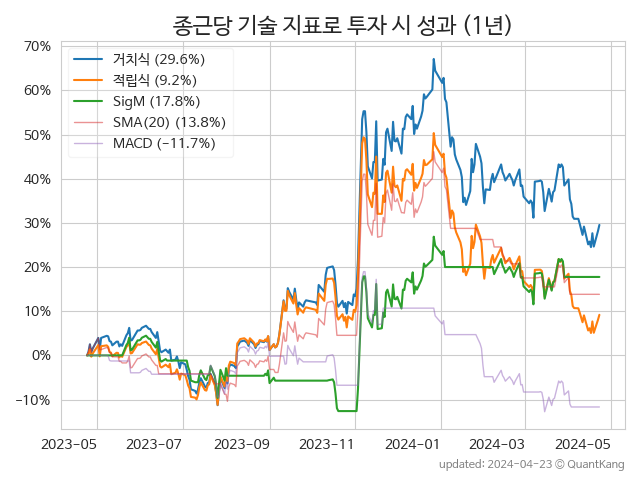 종근당 기술 지표로 투자 시 성과 (1년)
70%
60%
50%
40%
30%
20%
10%
0%
−10%
거치식 (29.6%)
적립식 (9.2%)
SigM (17.8%)
SMA(20) (13.8%)
MACD (−11.7%)
2023-05 2023-07 2023-09 2023-11 2024-01 2024-03 2024-05
updated: 2024-04-23 © QuantKang